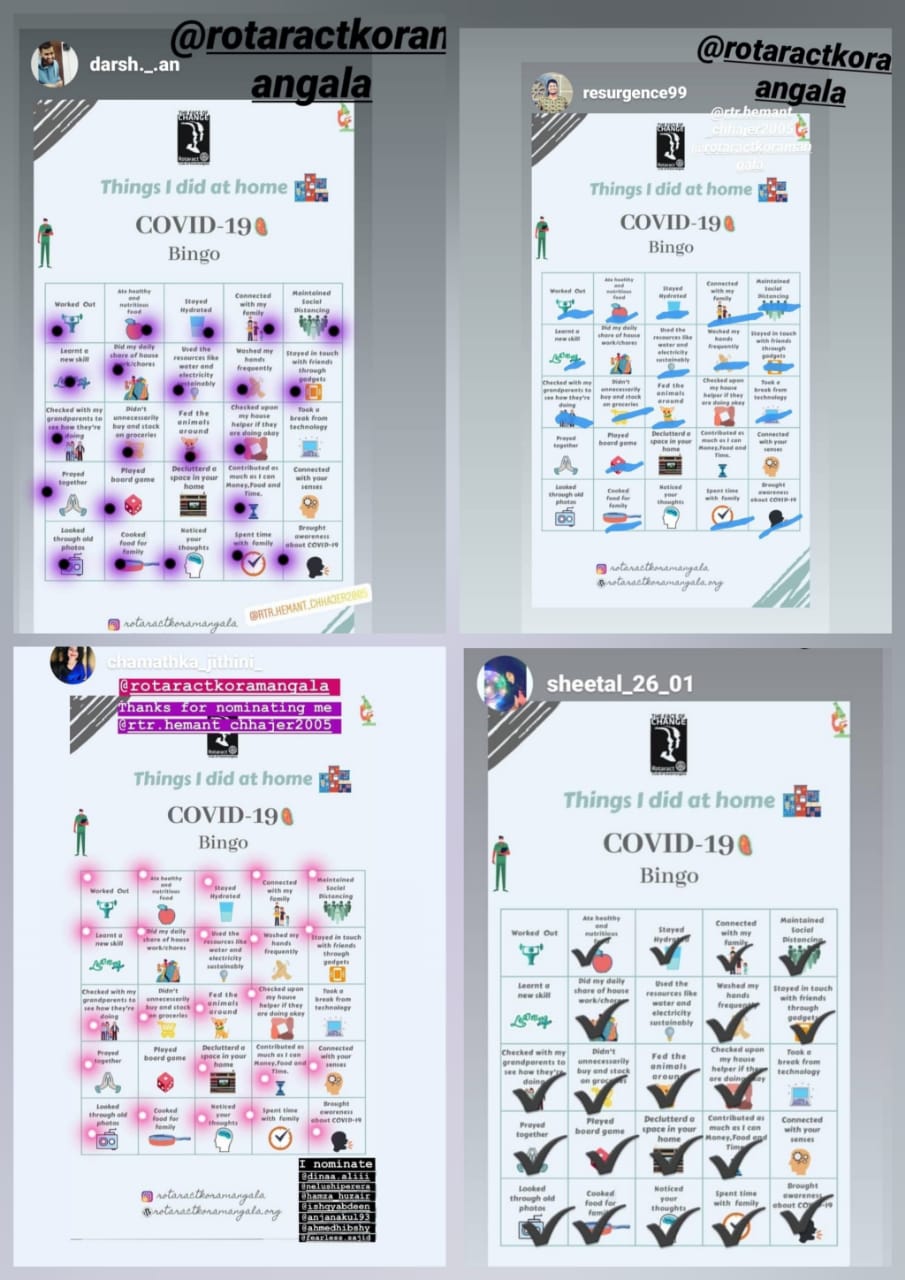 @rotaractkoram
angala
darsh._.an
THE FACE OF
CHANGE
Rotaract
Things I did at home
COVID-19
Bingo
Worked Out
Ate healthy
and
nutritious
food
Stayed
Hydrated
Connected
with my
family
Maintained
Social
Distancing
Learnt a
new skill
Did my daily
share of house
work/chores
Used the
resources like
water and
electricity
sustainably
Washed my
hands
frequently
Stayed in touch
with friends
through
gadgets
Checked with my
grandparents to
see how they're
doing
Didn't
unnecessarily
buy and stock
on groceries
Fed the
animals
around
Checked upon
my house
helper if they
are doing okay
Took a
break from
technology
Prayed
together
Played
board game
Declutterd a
space in your
home
Contributed as
much as I can
Money,Food and
Time.
Connected
with your
senses
Looked
through old
photos
Cooked
food for
family
Noticed
your
thoughts
Spent time
with family
Brought
awareness
about COVID-19
@RTR.HEMANT_CHHAJER2005
rotaractkoramangala
@rotaractkora
angala
resurgence99
@rtr.hemant_
chhajer2005
@rotaractkoraman
gala
THE FACE OF
CHANGE
Rotaract
Things I did at home
COVID-19
Bingo
Worked Out
Ate healthy
and
nutritious
food
Stayed
Hydrated
Connected
with my
family
Maintained
Social
Distancing
Learnt a
new skill
Did my daily
share of house
work/chores
Used the
resources like
water and
electricity
sustainably
Washed my
hands
frequently
Stayed in touch
with friends
through
gadgets
Checked with my
grandparents to
see how they're
doing
Didn't
unnecessarily
buy and stock
on groceries
Fed the
animals
around
Checked upon
my house
helper if they
are doing okay
Took a
break from
technology
Prayed
together
Played
board game
Declutterd a
space in your
home
Contributed as
much as I can
Money,Food and
Time.
Connected
with your
senses
Looked
through old
photos
Cooked
food for
family
Noticed
your
thoughts
Spent time
with family
Brought
awareness
about COVID-19
rotaractkoramangala
rotaractkoramangala.org
chamathka_jithini_
@rotaractkoramangala
Thanks for nominating me
@rtr.hemant_chhajer2005
Rotaract
Things I did at home
COVID-19
Bingo
Worked Out
Ate healthy
and
nutritious
food
Stayed
Hydrated
Connected
with my
family
Maintained
Social
Distancing
Learnt a
new skill
Did my daily
share of house
work/chores
Used the
resources like
water and
electricity
sustainably
Washed my
hands
frequently
Stayed in touch
with friends
through
gadgets
Checked with my
grandparents to
see how they're
doing
Didn't
unnecessarily
buy and stock
on groceries
Fed the
animals
around
Checked upon
my house
helper if they
are doing okay
Took a
break from
technology
Prayed
together
Played
board game
Declutterd a
space in your
home
Contributed as
much as I can
Money,Food and
Time.
Connected
with your
senses
Looked
through old
photos
Cooked
food for
family
Noticed
your
thoughts
Spent time
with family
Brought
awareness
about COVID-19
rotaractkoramangala
rotaractkoramangala.org
I nominate
@dinaa.aliii
@nelushiperera
@hamza_huzair
@ishqyabdeen
@anjanakul93
@ahmedhibshy
@fearless.sajid
sheetal_26_01
THE FACE OF
CHANGE
Rotaract
Things I did at home
COVID-19
Bingo
Worked Out
Ate healthy
and
nutritious
food
Stayed
Hydrated
Connected
with my
family
Maintained
Social
Distancing
Learnt a
new skill
Did my daily
share of house
work/chores
Used the
resources like
water and
electricity
sustainably
Washed my
hands
frequently
Stayed in touch
with friends
through
gadgets
Checked with my
grandparents to
see how they're
doing
Didn't
unnecessarily
buy and stock
on groceries
Fed the
animals
around
Checked upon
my house
helper if they
are doing okay
Took a
break from
technology
Prayed
together
Played
board game
Declutterd a
space in your
home
Contributed as
much as I can
Money,Food and
Time.
Connected
with your
senses
Looked
through old
photos
Cooked
food for
family
Noticed
your
thoughts
Spent time
with family
Brought
awareness
about COVID-19